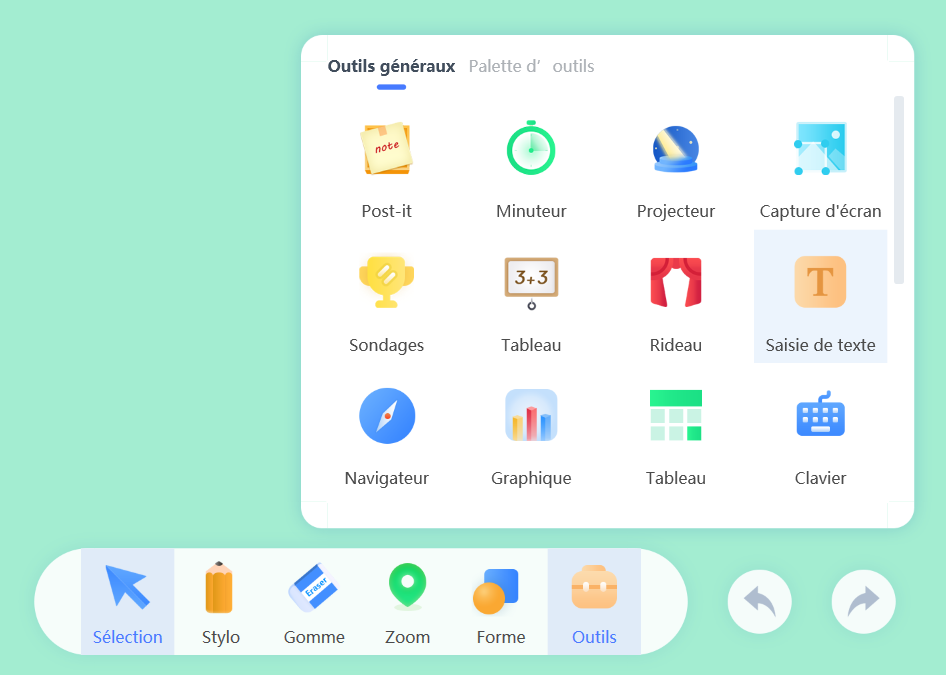 Outils généraux Palette d’ outils
note
Post-it Minuteur Projecteur Capture d'écran
3+3 T
Sondages Tableau Rideau Saisie de texte
Navigateur Graphique Tableau Clavier
Eraser
Sélection Stylo Gomme Zoom Forme Outils